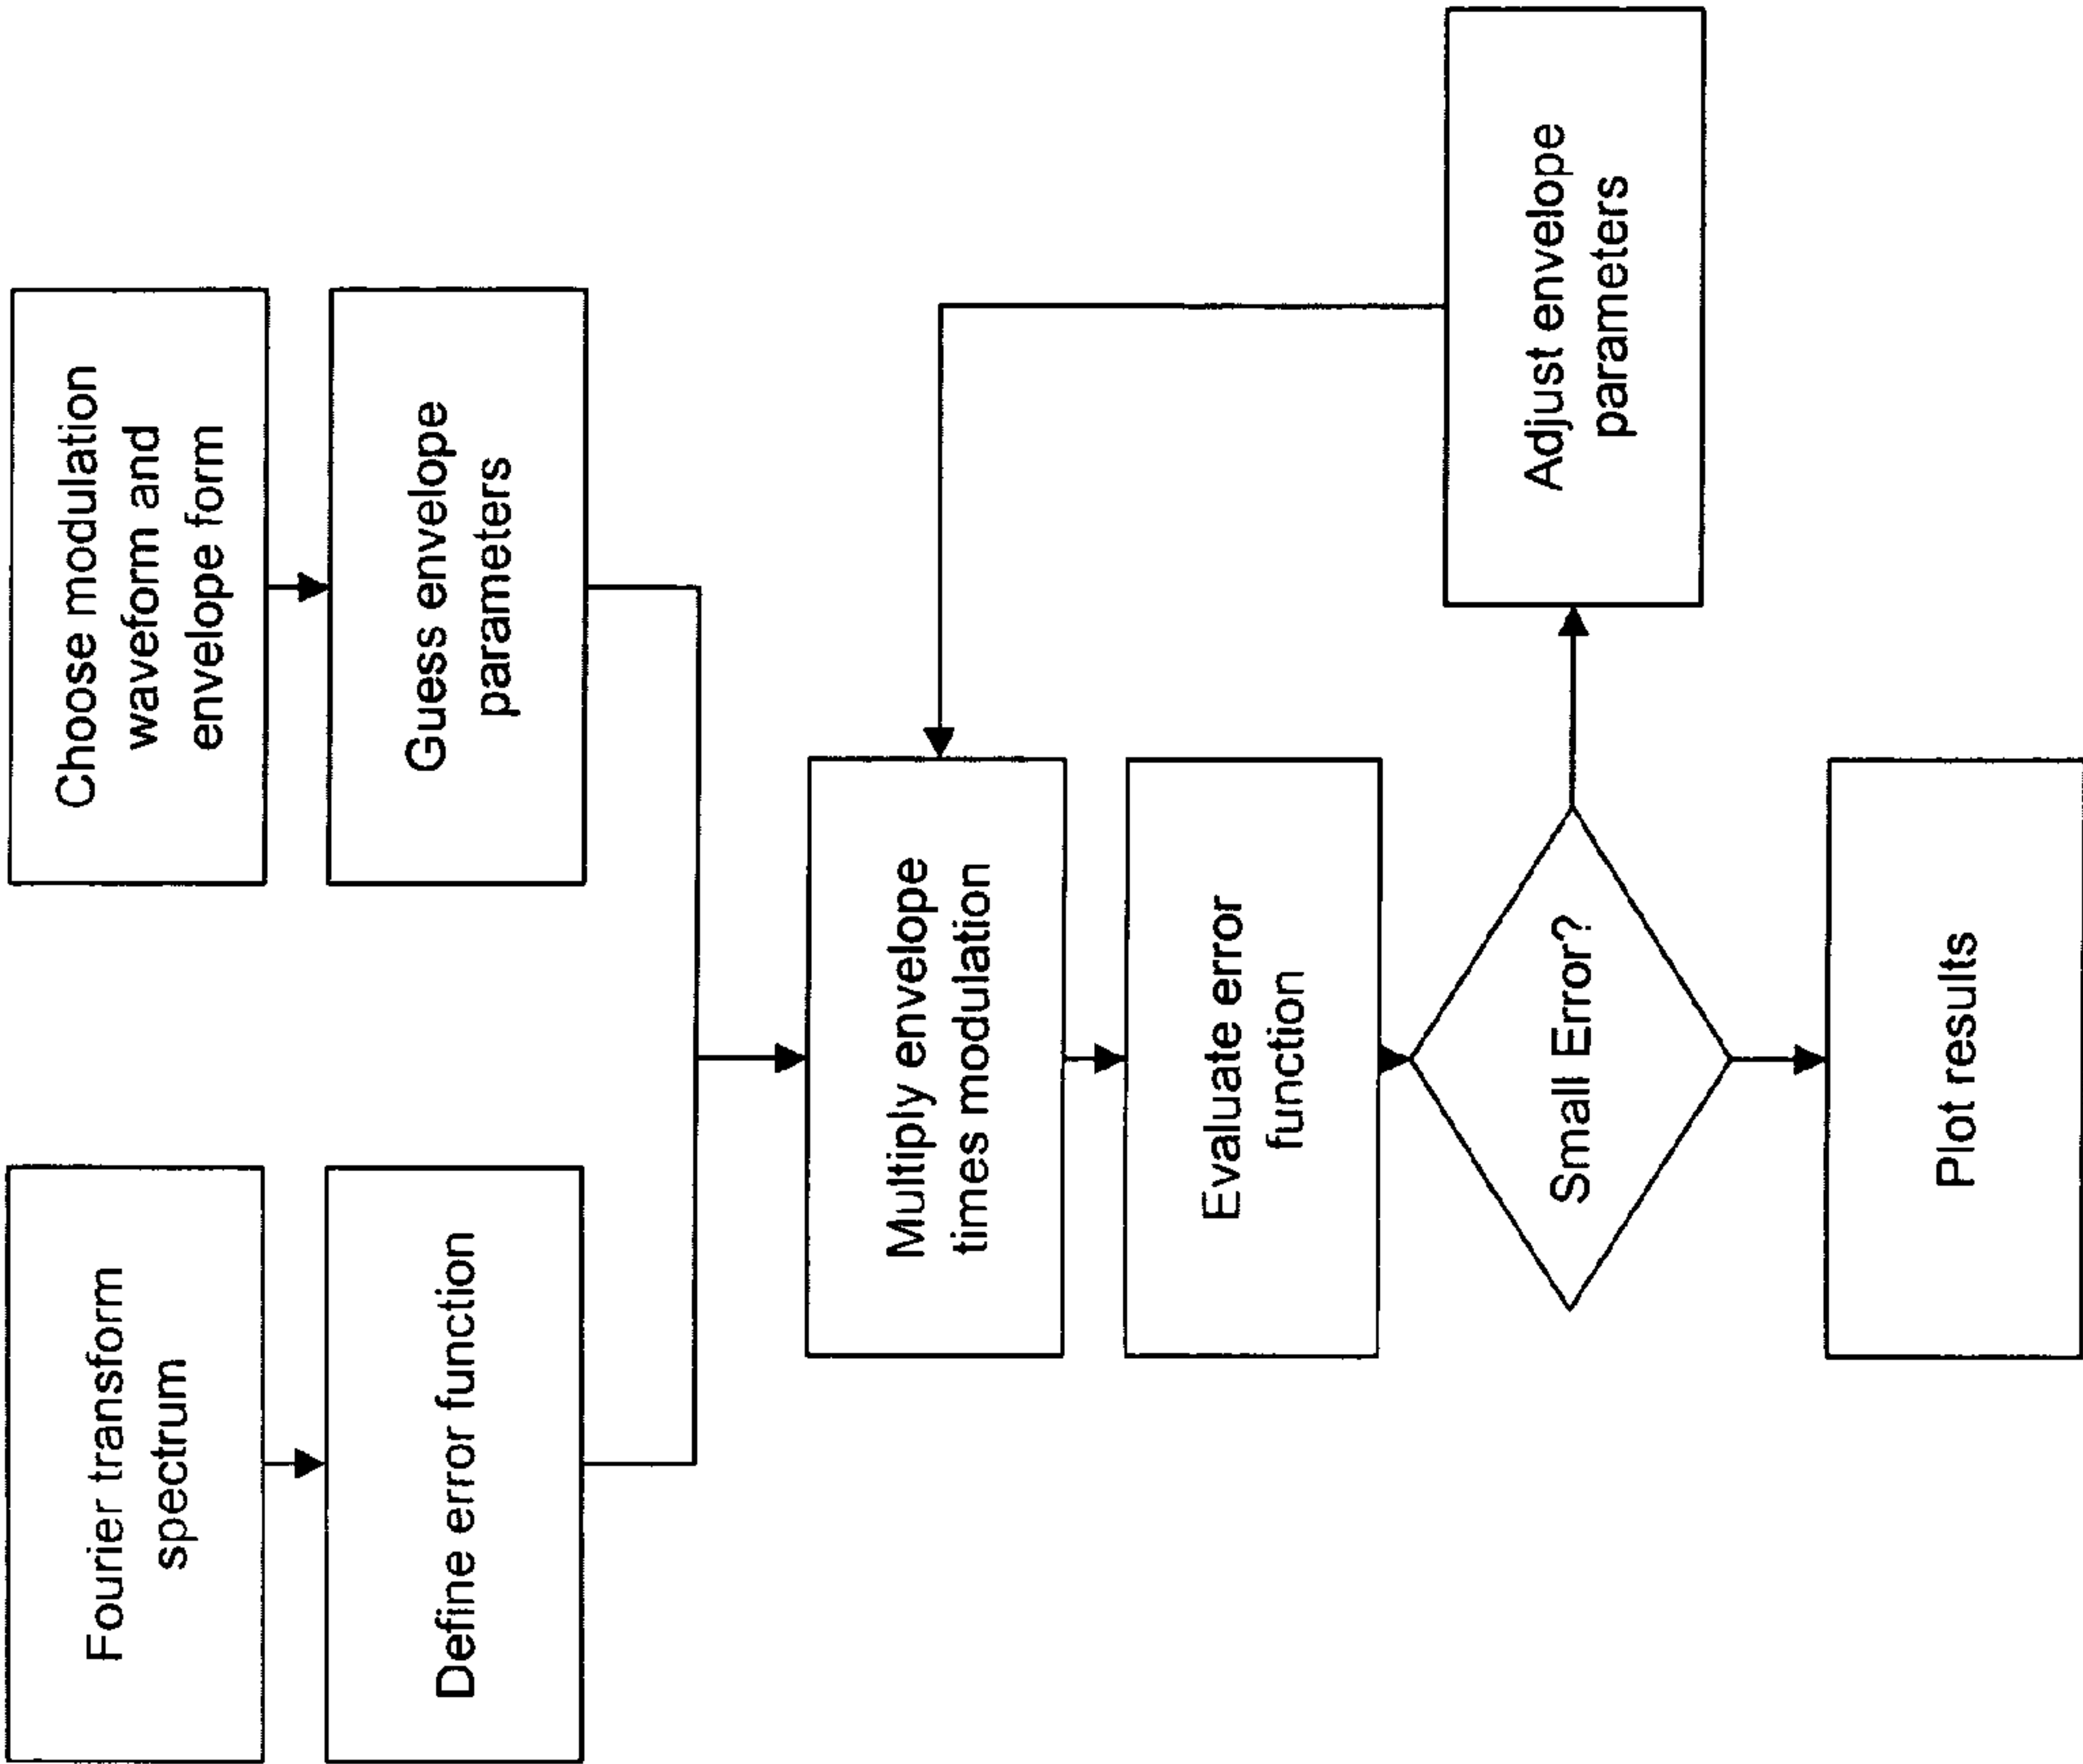 Fourier transform
spectrum
Define error function
Choose modulation
waveform and
envelope form
Guess envelope
parameters
Multiply envelope
times modulation
Evaluate error
function
Small Error?
Adjust envelope
parameters
Plot results